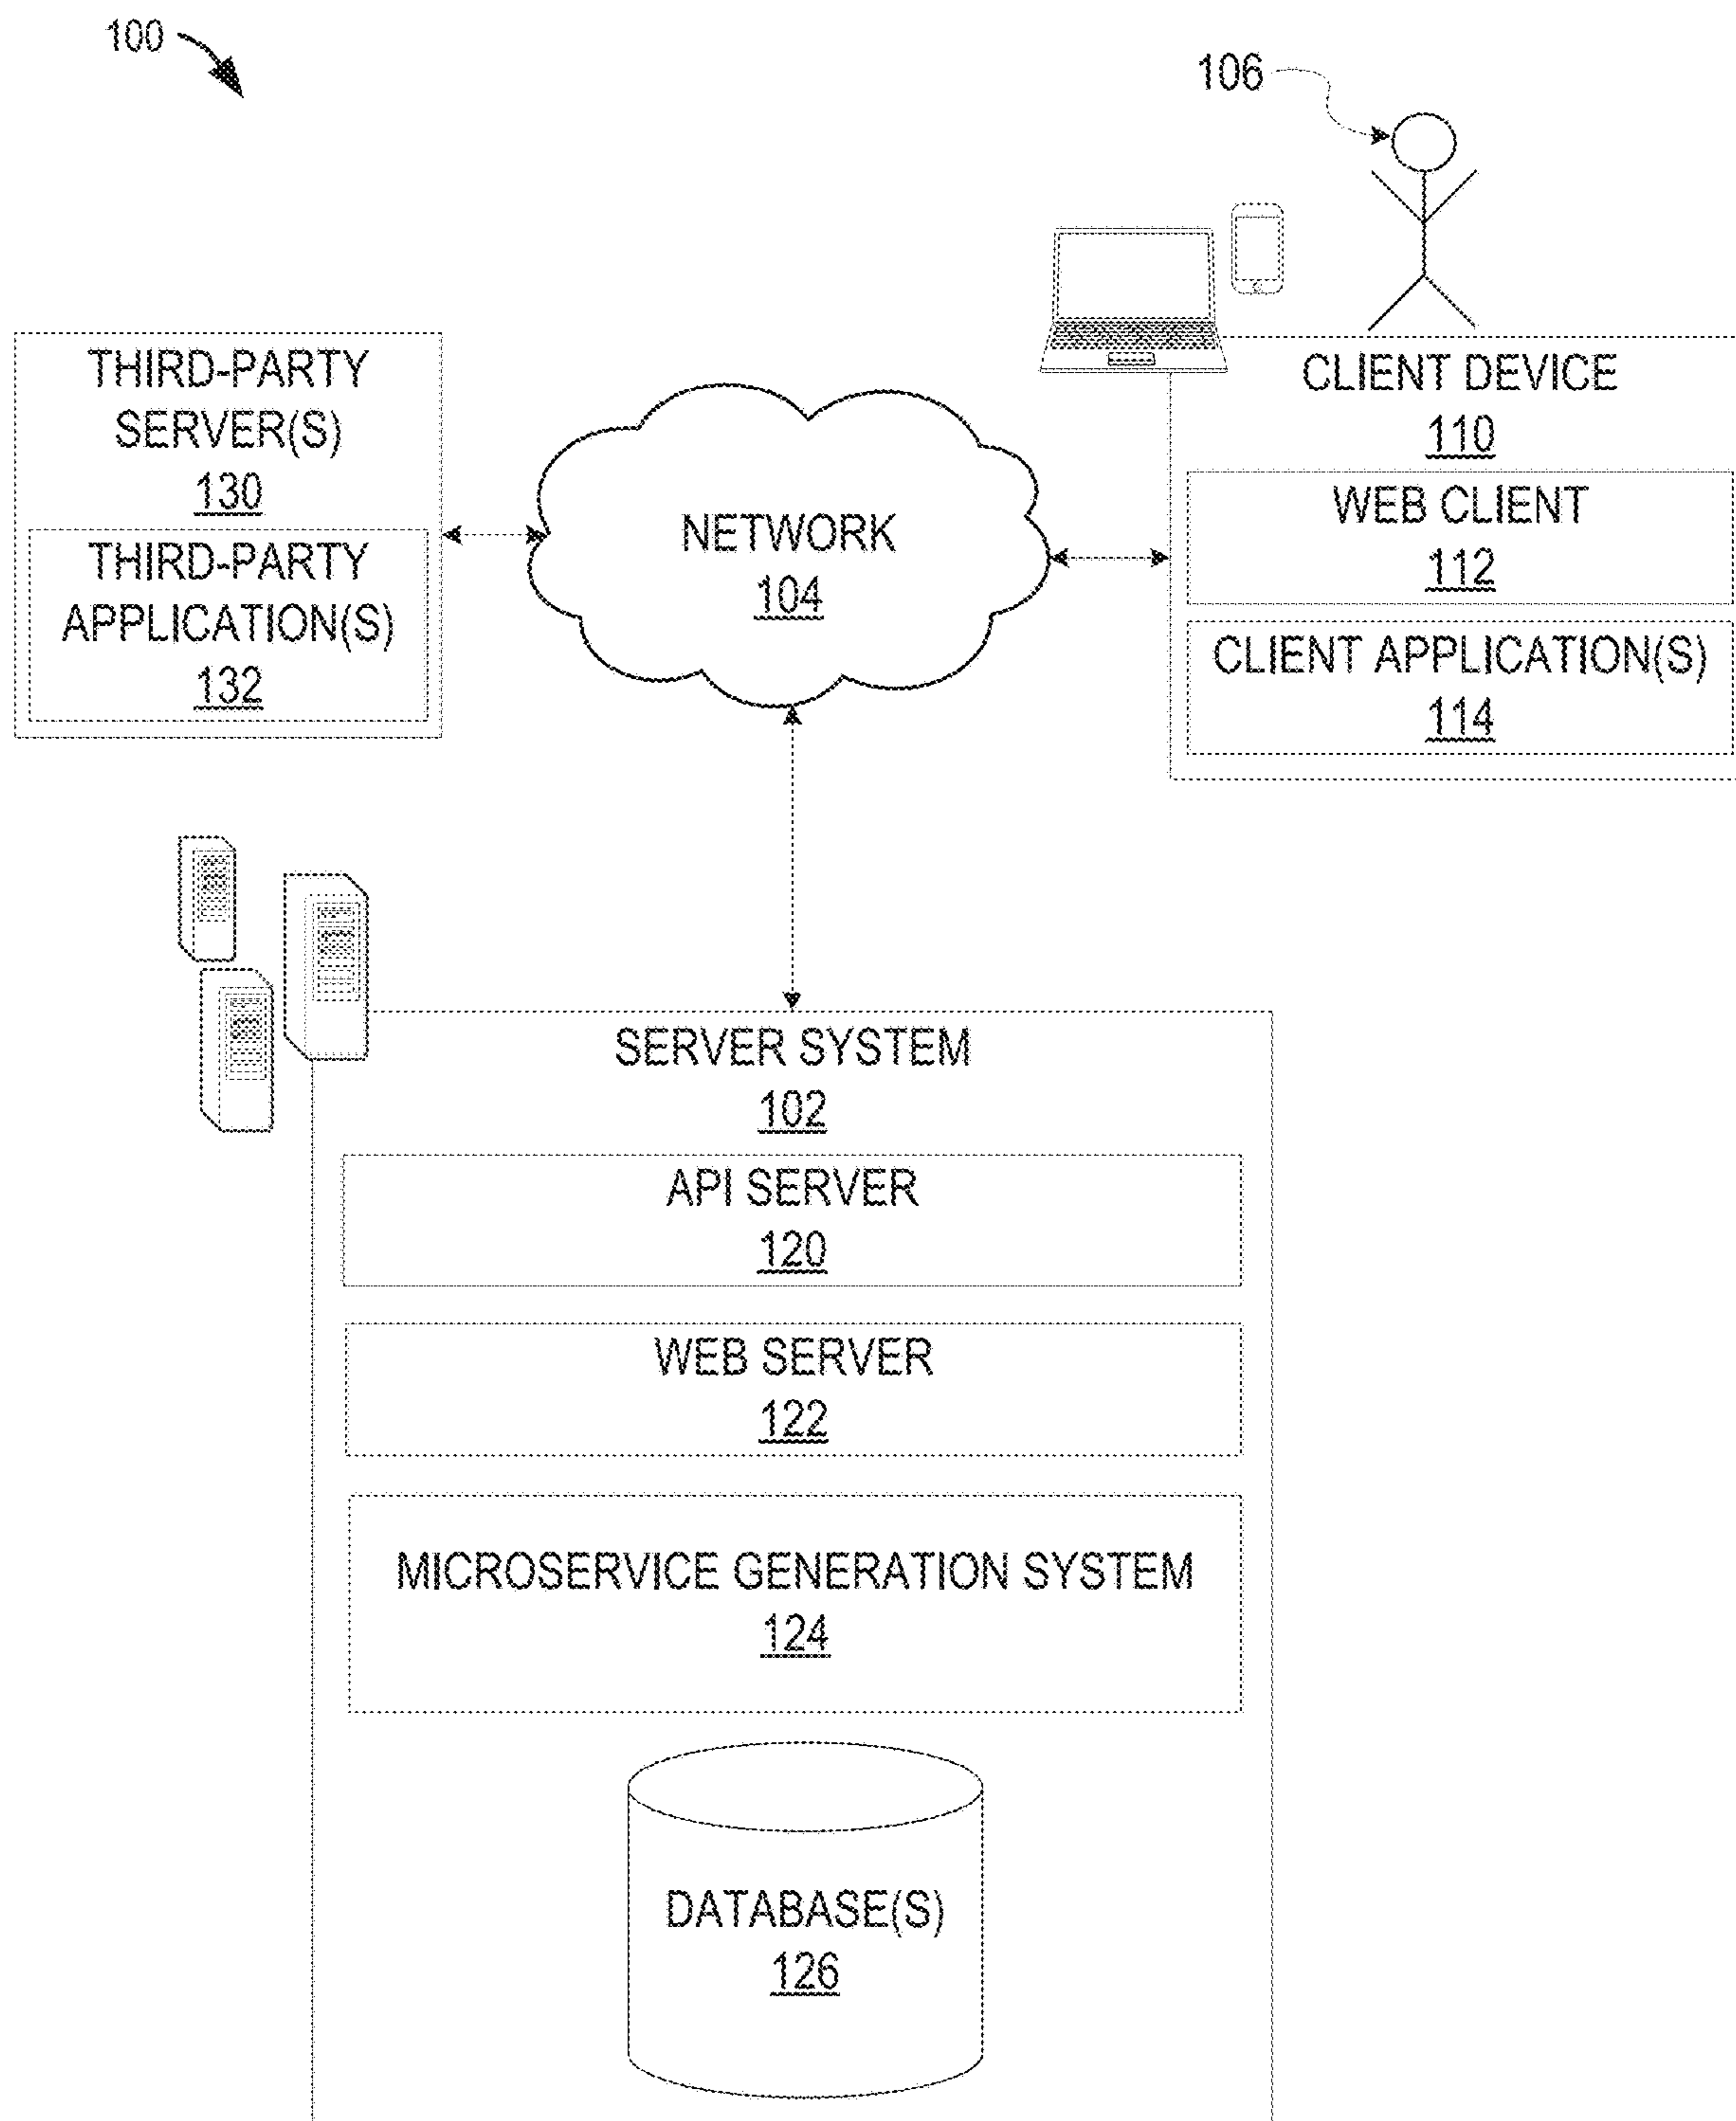 100
106
THIRD-PARTY
SERVER(S)
130
THIRD-PARTY
APPLICATION(S)
132
NETWORK
104
CLIENT DEVICE
110
WEB CLIENT
112
CLIENT APPLICATION(S)
114
SERVER SYSTEM
102
API SERVER
120
WEB SERVER
122
MICROSERVICE GENERATION SYSTEM
124
DATABASE(S)
126